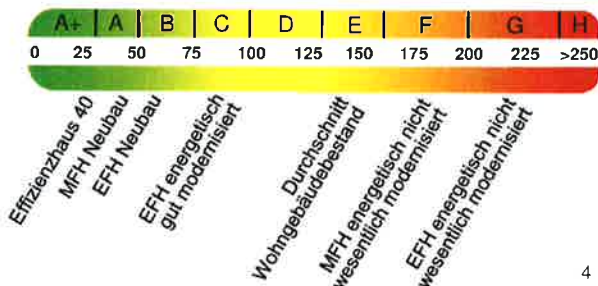 A+ A B C D E F G H
0 25 50 75 100 125 150 175 200 225 >250
Effizienzhaus 40
MFH Neubau
EFH Neubau
EFH energetisch
gut modernisiert
Durchschnitt
Wohngebäudebestand
MFH energetisch nicht
wesentlich modernisiert
EFH energetisch nicht
wesentlich modernisiert
4